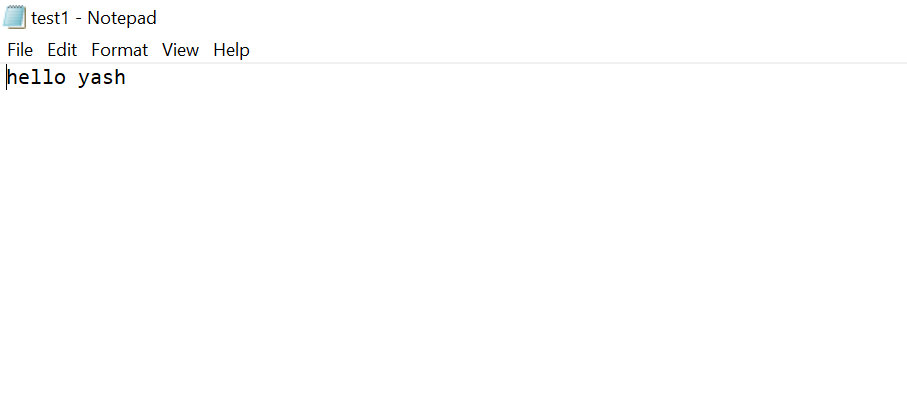 test1 - Notepad
File Edit Format View Help
hello yash